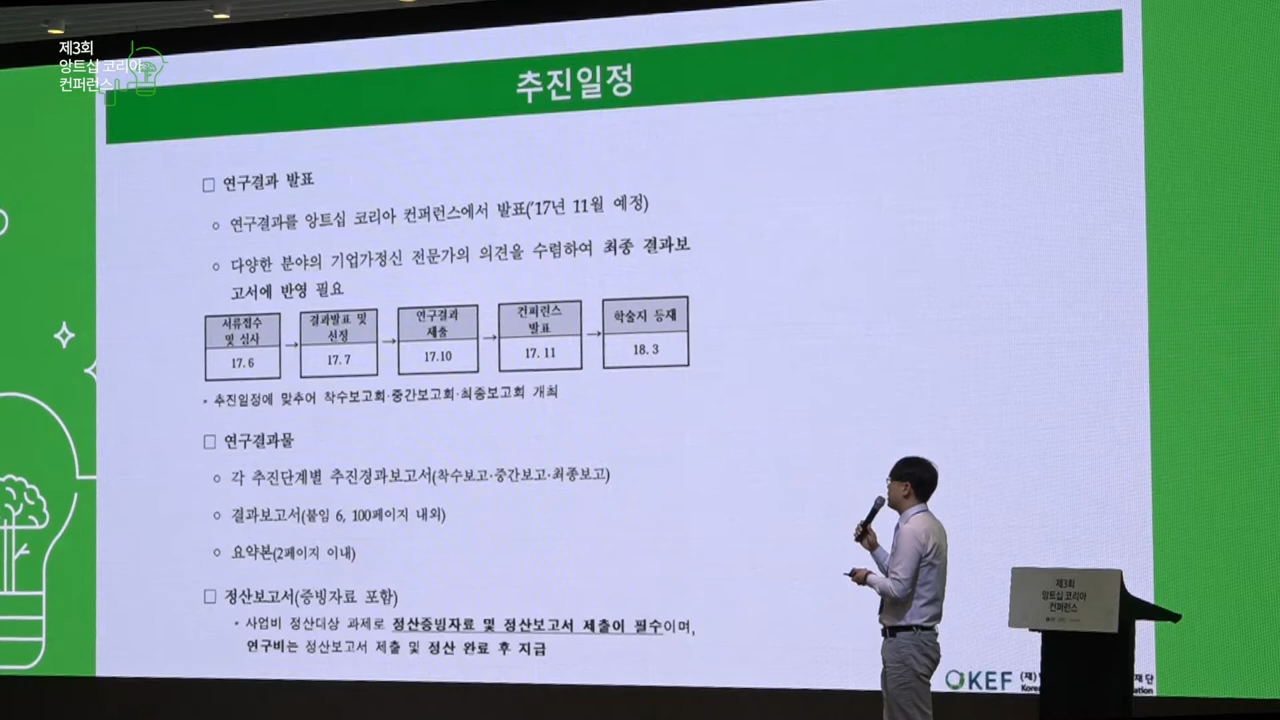 제3회
앙트십 코리아
컨퍼런스
추진일정
□ 연구결과 발표
○ 연구결과를 앙트십 코리아 컨퍼런스에서 발표('17년 11월 예정)
○ 다양한 분야의 기업가정신 전문가의 의견을 수렴하여 최종 결과보
고서에 반영 필요
서류접수 및 심사 → 결과발표 및 선정 → 연구결과 제출 → 컨퍼런스 발표 → 학술지 등재
17. 6 17. 7 17.10 17. 11 18. 3
* 추진일정에 맞추어 착수보고회·중간보고회·최종보고회 개최
□ 연구결과물
○ 각 추진단계별 추진경과보고서(착수보고·중간보고·최종보고)
○ 결과보고서(붙임 6, 100페이지 내외)
○ 요약본(2페이지 이내)
□ 정산보고서(증빙자료 포함)
* 사업비 정산대상 과제로 정산증빙자료 및 정산보고서 제출이 필수이며,
연구비는 정산보고서 제출 및 정산 완료 후 지급
제3회
앙트십 코리아
컨퍼런스
KEF (재) 재단